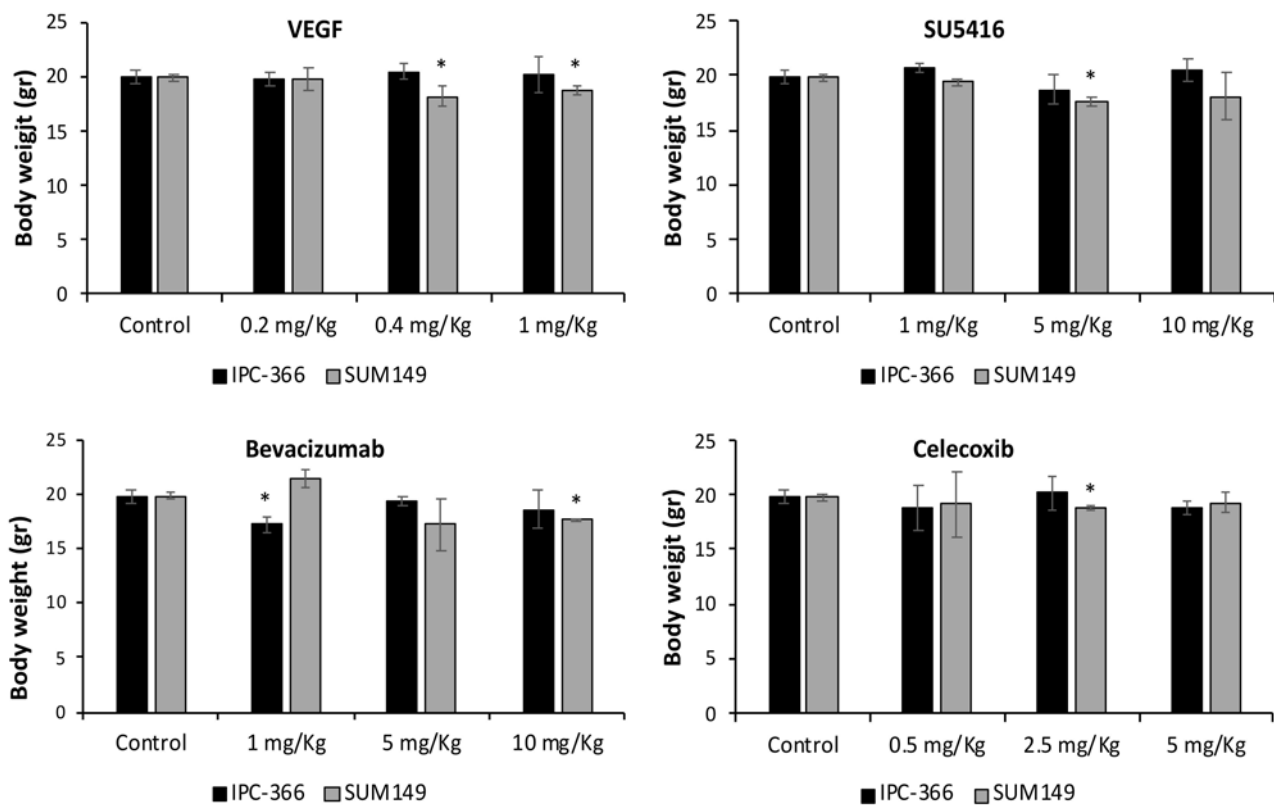 VEGF
Body weigjt (gr)
25
20
15
10
5
0
* *
Control 0.2 mg/Kg 0.4 mg/Kg 1 mg/Kg
IPC-366 SUM149
SU5416
Body weigjt (gr)
25
20
15
10
5
0
*
Control 1 mg/Kg 5 mg/Kg 10 mg/Kg
IPC-366 SUM149
Bevacizumab
Body weight (gr)
25
20
15
10
5
0
* *
Control 1 mg/Kg 5 mg/Kg 10 mg/Kg
IPC-366 SUM149
Celecoxib
Body weigjt (gr)
25
20
15
10
5
0
*
Control 0.5 mg/Kg 2.5 mg/Kg 5 mg/Kg
IPC-366 SUM149